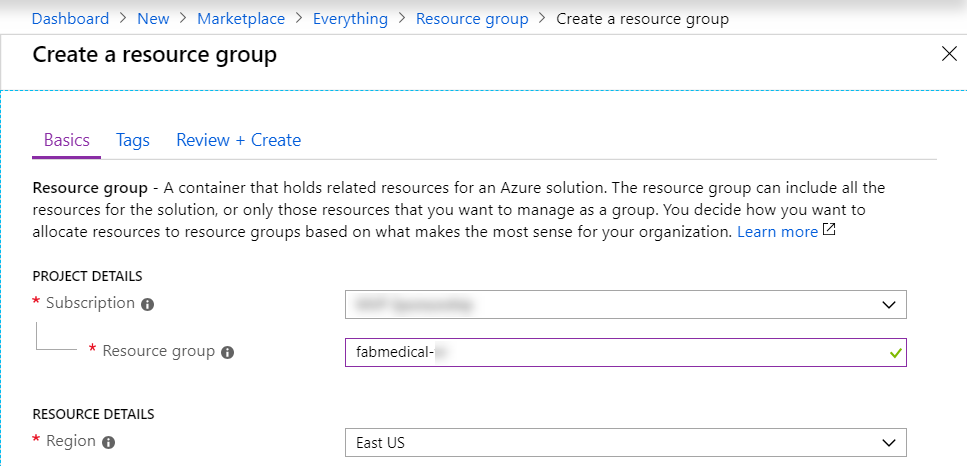 Dashboard > New > Marketplace > Everything > Resource group > Create a resource group
Create a resource group
Basics Tags Review + Create
Resource group - A container that holds related resources for an Azure solution. The resource group can include all the
resources for the solution, or only those resources that you want to manage as a group. You decide how you want to
allocate resources to resource groups based on what makes the most sense for your organization. Learn more
PROJECT DETAILS
* Subscription
* Resource group fabmedical-
RESOURCE DETAILS
* Region East US